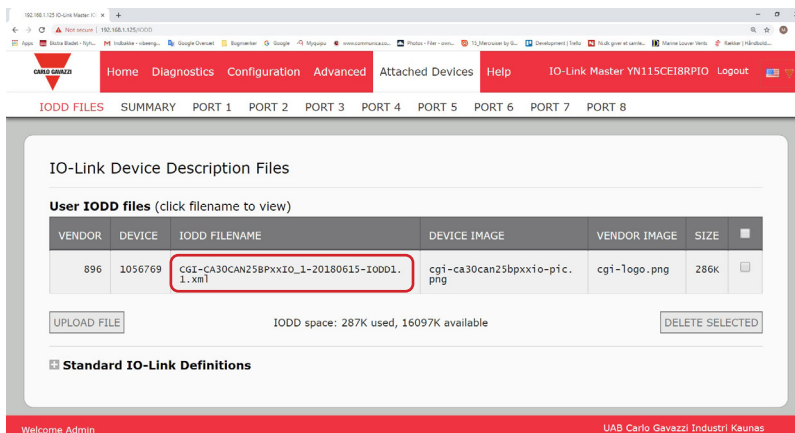 192.168.1.125 IO-Link Master: IO
Not secure | 192.168.1.125/IODD
Apps
Google Oversæt
Bogmærker
Google
Myquipu
Development | Trello
Marine Louver Vents
CARLO GAVAZZI
Home Diagnostics Configuration Advanced Attached Devices Help IO-Link Master YN115CEI8RPIO Logout
IODD FILES SUMMARY PORT 1 PORT 2 PORT 3 PORT 4 PORT 5 PORT 6 PORT 7 PORT 8
IO-Link Device Description Files
User IODD files (click filename to view)
VENDOR DEVICE IODD FILENAME DEVICE IMAGE VENDOR IMAGE SIZE
896 1056769 CGI-CA30CAN25BPxxIO_1-20180615-IODD1.
1.xml
cgi-ca30can25bpxxio-pic.
png
cgi-logo.png 286K
UPLOAD FILE IODD space: 287K used, 16097K available DELETE SELECTED
Standard IO-Link Definitions
Welcome Admin UAB Carlo Gavazzi Industri Kaunas